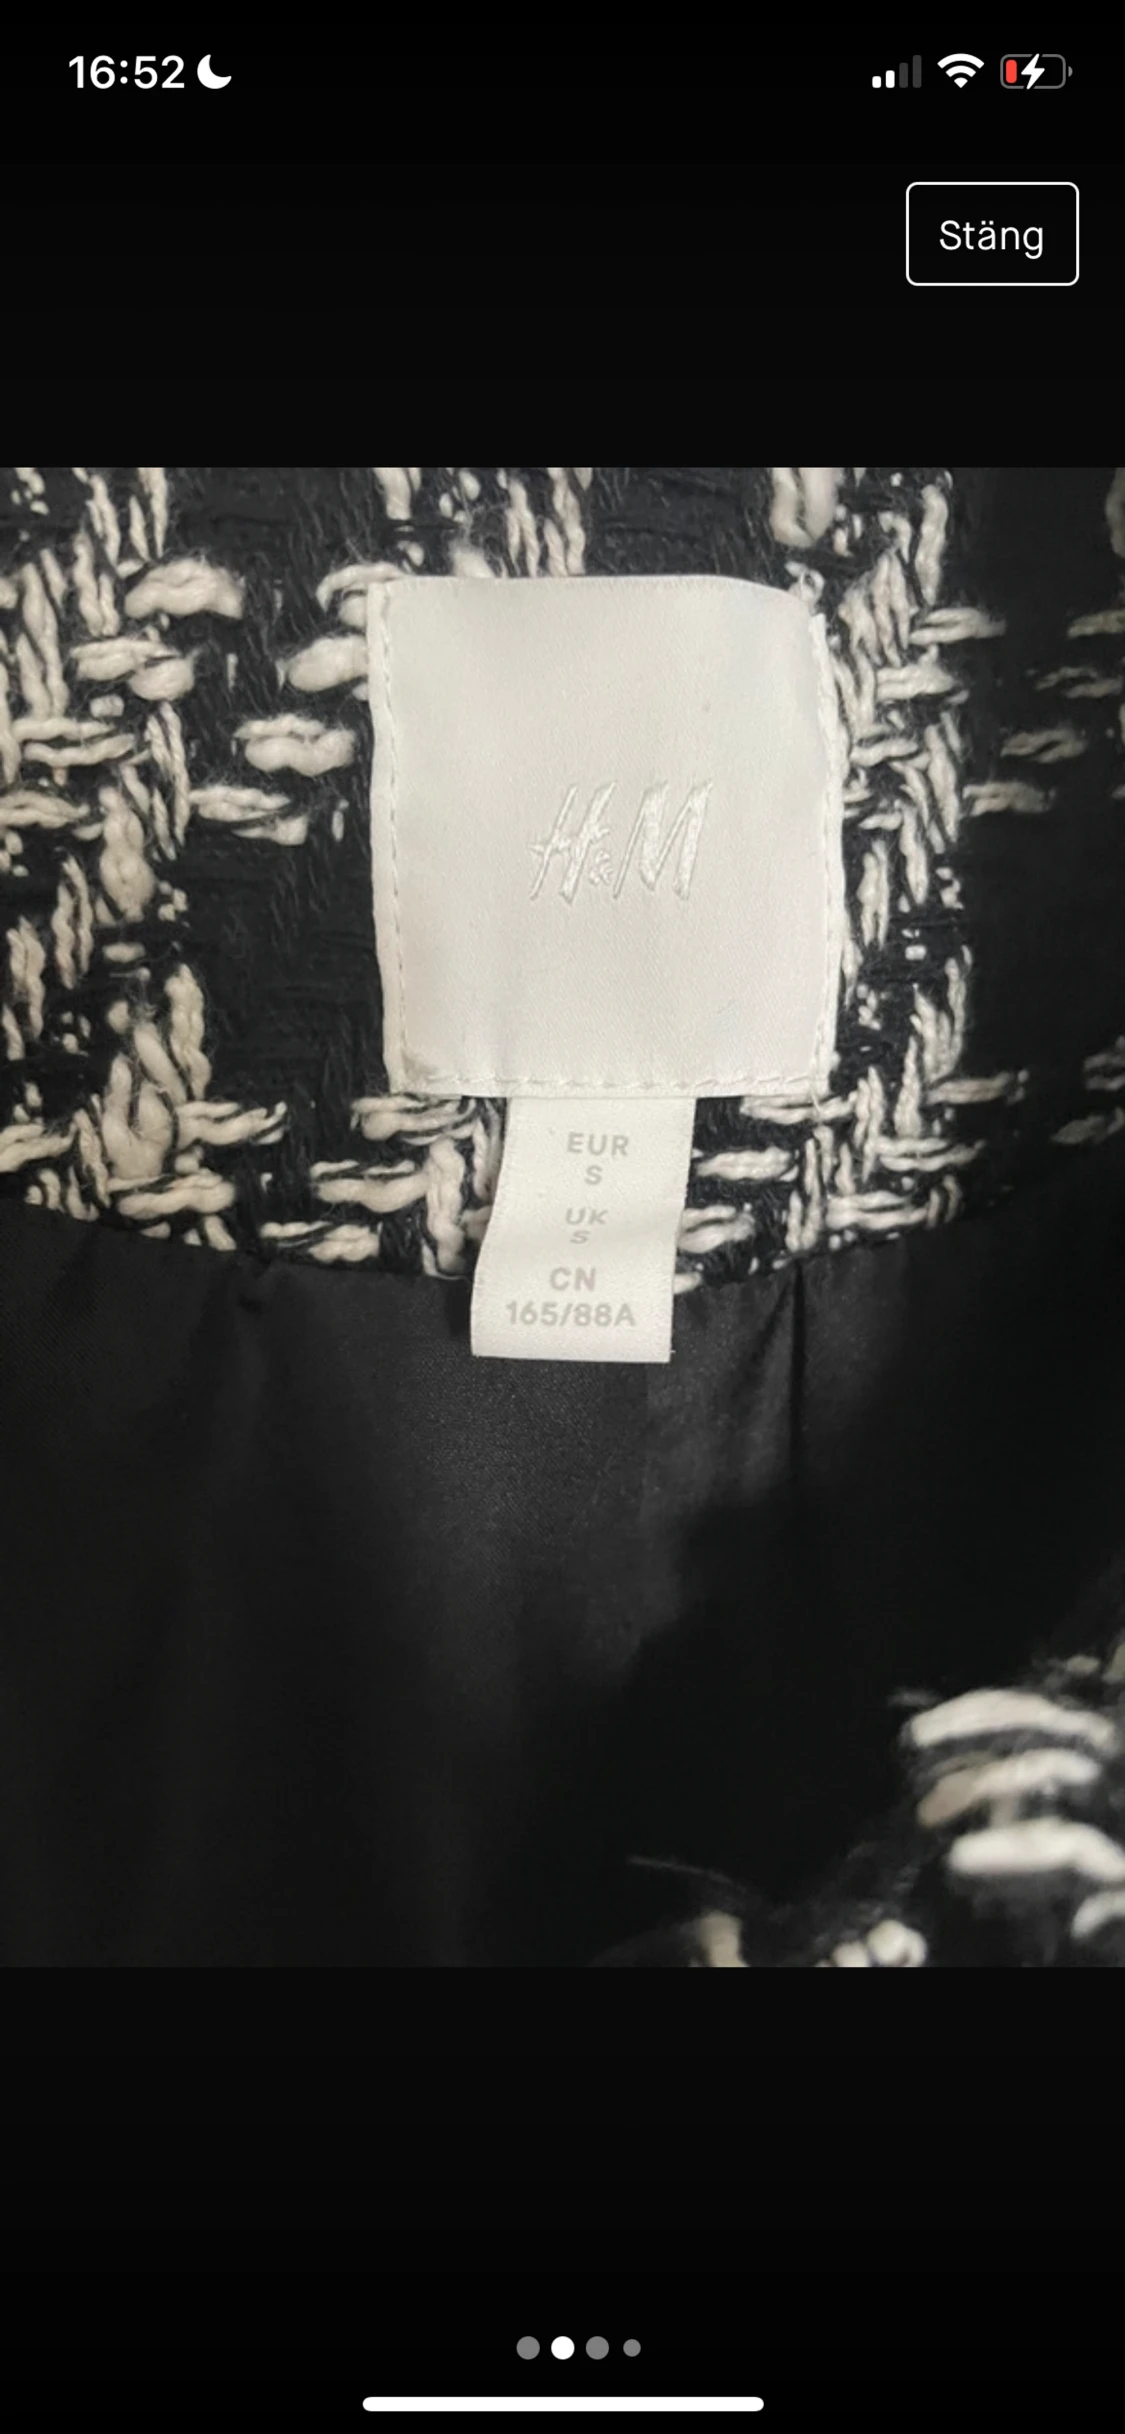 16:52
Stäng
H&M
EUR
S
UK
S
CN
165/88A